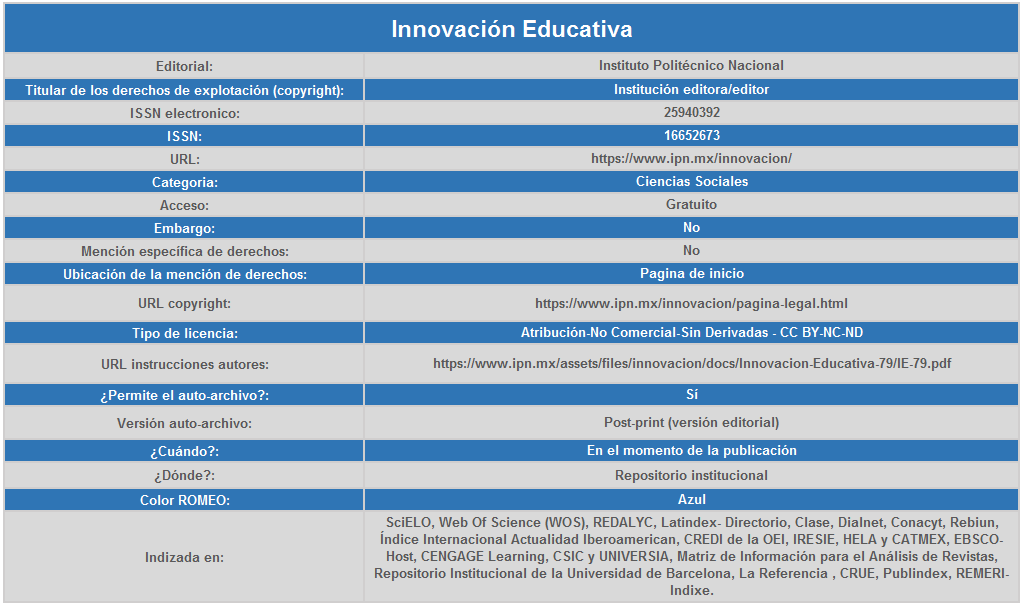 Innovación Educativa
Editorial: Instituto Politécnico Nacional
Titular de los derechos de explotación (copyright): Institución editora/editor
ISSN electronico: 25940392
ISSN: 16652673
URL: https://www.ipn.mx/innovacion/
Categoria: Ciencias Sociales
Acceso: Gratuito
Embargo: No
Mención específica de derechos: No
Ubicación de la mención de derechos: Pagina de inicio
URL copyright: https://www.ipn.mx/innovacion/pagina-legal.html
Tipo de licencia: Atribución-No Comercial-Sin Derivadas - CC BY-NC-ND
URL instrucciones autores: https://www.ipn.mx/assets/files/innovacion/docs/Innovacion-Educativa-79/IE-79.pdf
¿Permite el auto-archivo?: Sí
Versión auto-archivo: Post-print (versión editorial)
¿Cuándo?: En el momento de la publicación
¿Dónde?: Repositorio institucional
Color ROMEO: Azul
Indizada en:
SciELO, Web Of Science (WOS), REDALYC, Latindex- Directorio, Clase, Dialnet, Conacyt, Rebiun,
Índice Internacional Actualidad Iberoamerican, CREDI de la OEI, IRESIE, HELA y CATMEX, EBSCO-
Host, CENGAGE Learning, CSIC y UNIVERSIA, Matriz de Información para el Análisis de Revistas,
Repositorio Institucional de la Universidad de Barcelona, La Referencia , CRUE, Publindex, REMERI-
Indixe.